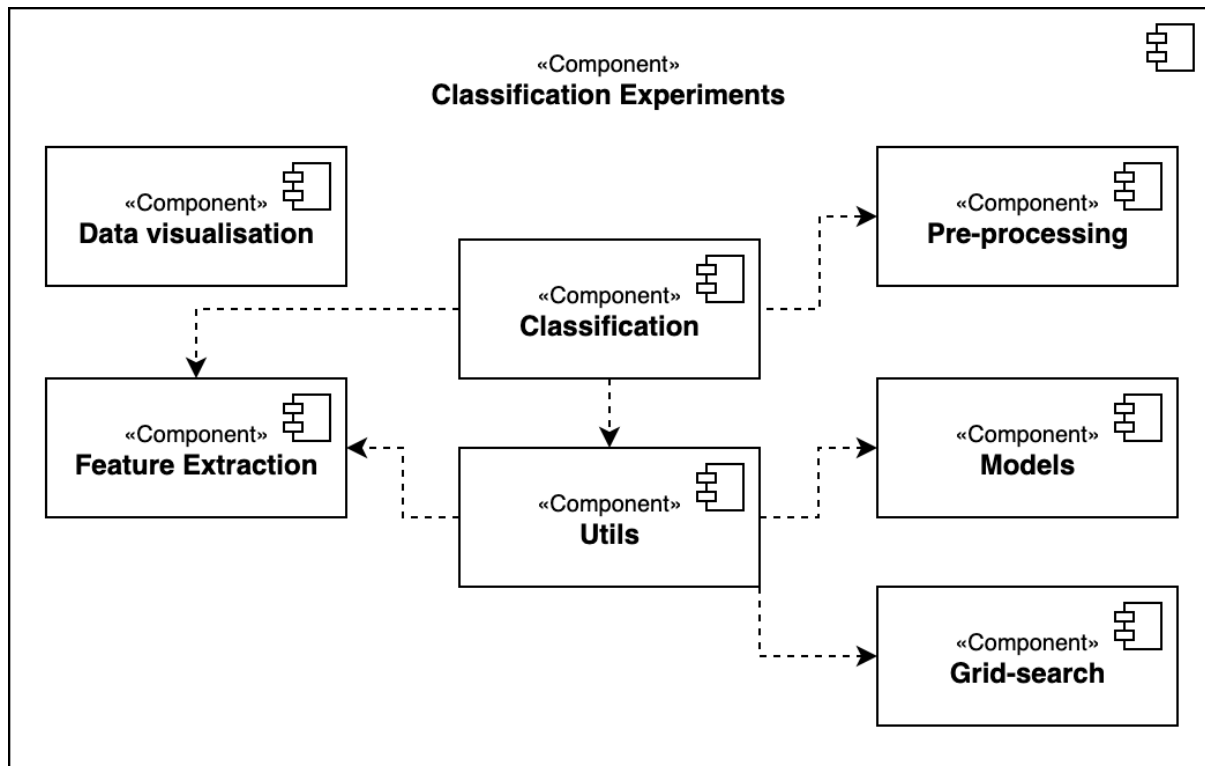 «Component»
Classification Experiments
«Component»
Data visualisation
«Component»
Pre-processing
«Component»
Classification
«Component»
Feature Extraction
«Component»
Models
«Component»
Utils
«Component»
Grid-search